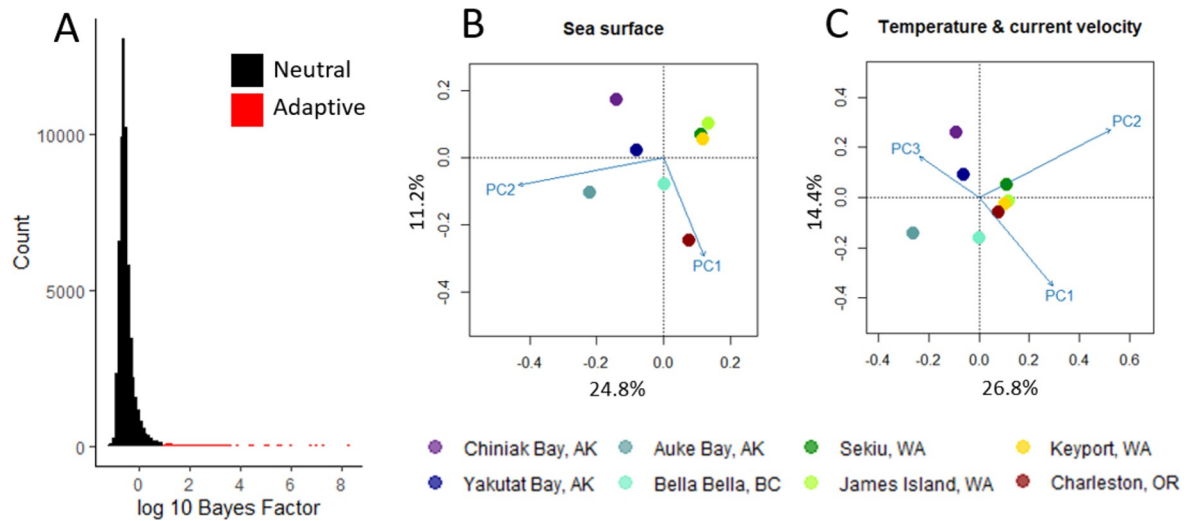 A
Neutral
Adaptive
Count
10000
5000
0
0 2 4 6 8
log 10 Bayes Factor
B
Sea surface
11.2%
0.2
0.0
-0.2
-0.4
PC2
PC1
-0.4 -0.2 0.0 0.2
24.8%
C
Temperature & current velocity
14.4%
0.4
0.2
0.0
-0.2
-0.4
PC2
PC3
PC1
-0.4 -0.2 0.0 0.2 0.4 0.6
26.8%
Chiniak Bay, AK Auke Bay, AK Sekiu, WA Keyport, WA
Yakutat Bay, AK Bella Bella, BC James Island, WA Charleston, OR